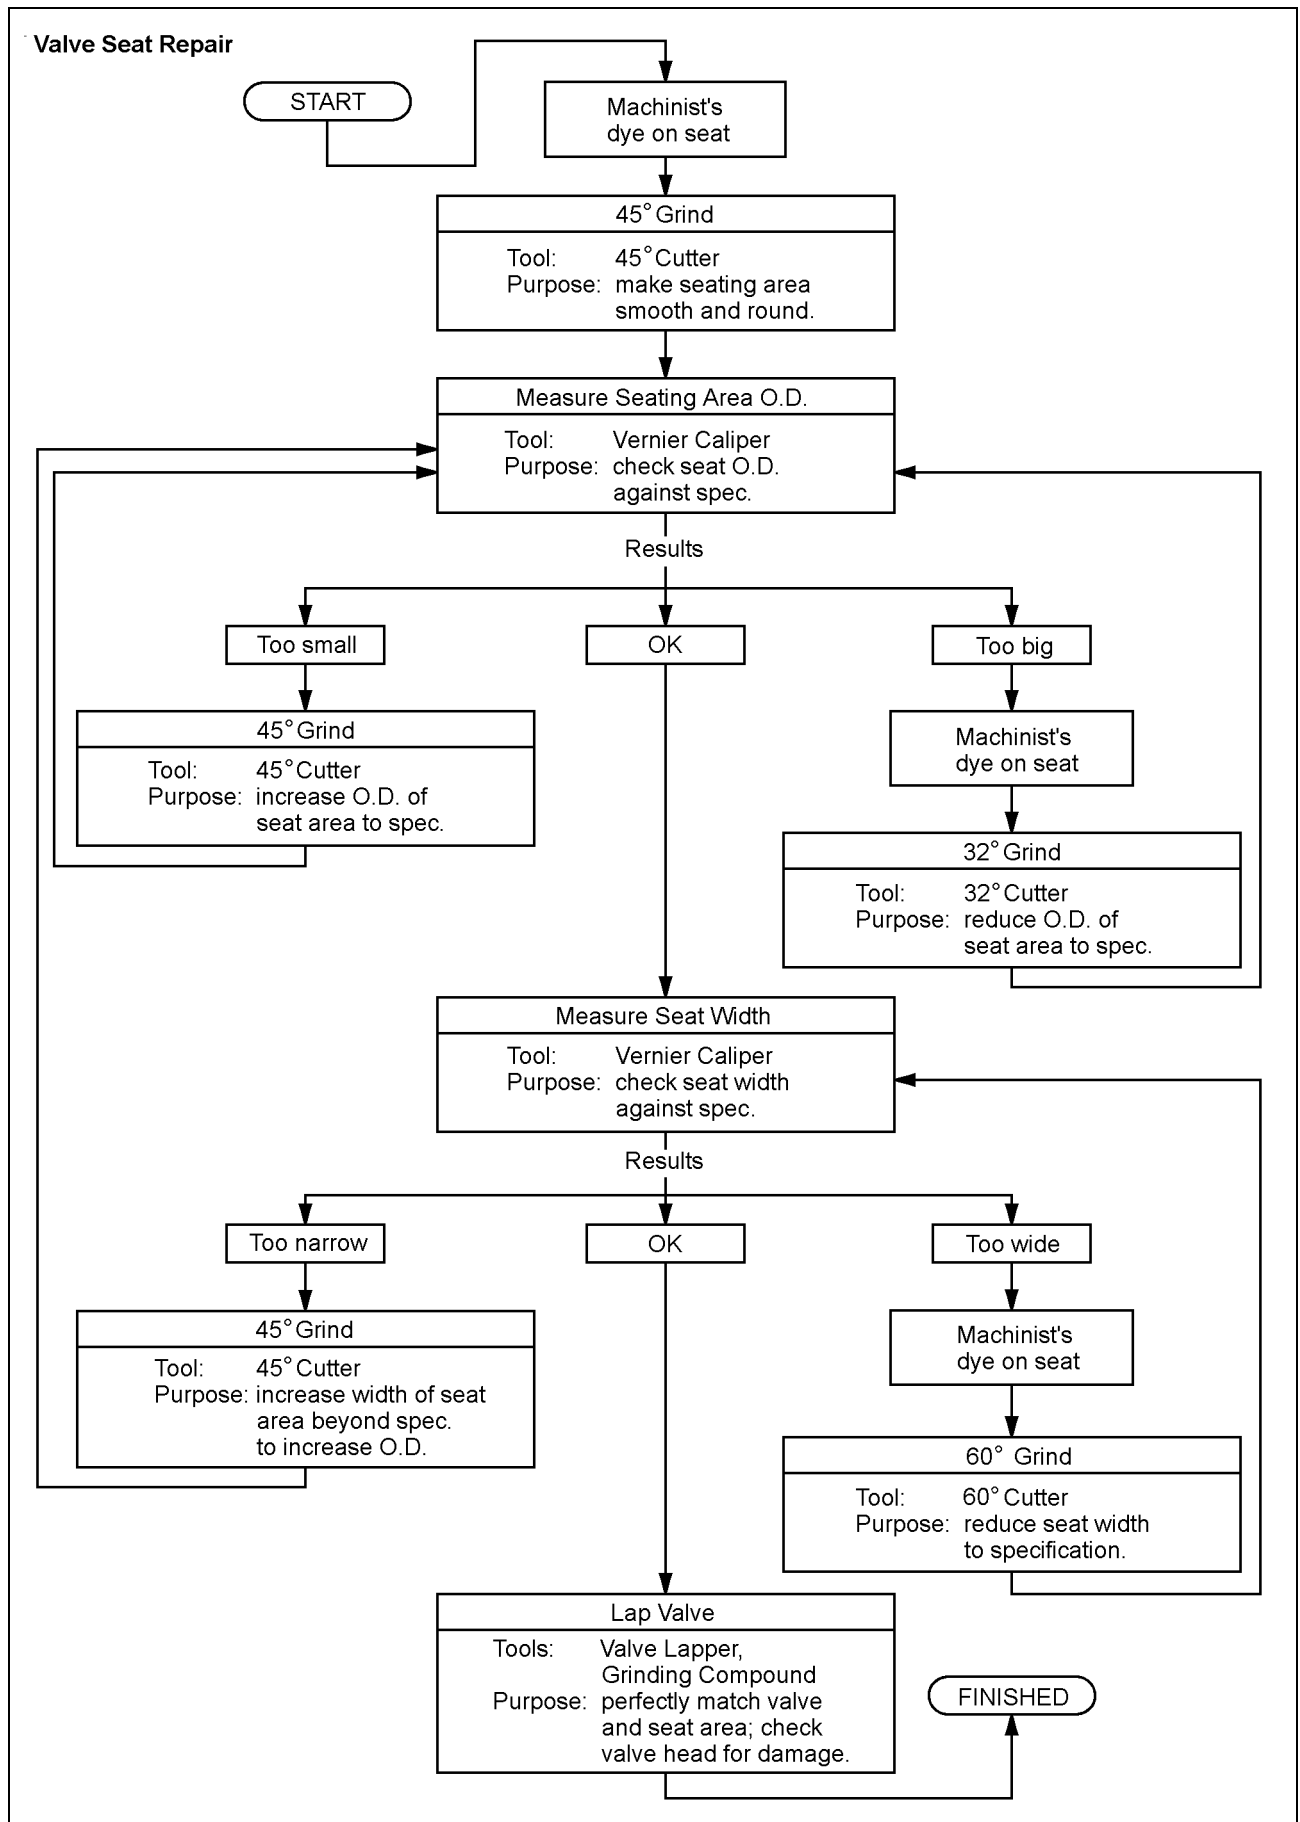 Valve Seat Repair
START
Machinist's
dye on seat
45° Grind
Tool: 45° Cutter
Purpose: make seating area
smooth and round.
Measure Seating Area O.D.
Tool: Vernier Caliper
Purpose: check seat O.D.
against spec.
Results
Too small
OK
Too big
45° Grind
Tool: 45° Cutter
Purpose: increase O.D. of
seat area to spec.
Machinist's
dye on seat
32° Grind
Tool: 32° Cutter
Purpose: reduce O.D. of
seat area to spec.
Measure Seat Width
Tool: Vernier Caliper
Purpose: check seat width
against spec.
Results
Too narrow
OK
Too wide
45° Grind
Tool: 45° Cutter
Purpose: increase width of seat
area beyond spec.
to increase O.D.
Machinist's
dye on seat
60° Grind
Tool: 60° Cutter
Purpose: reduce seat width
to specification.
Lap Valve
Tools: Valve Lapper,
Grinding Compound
Purpose: perfectly match valve
and seat area; check
valve head for damage.
FINISHED